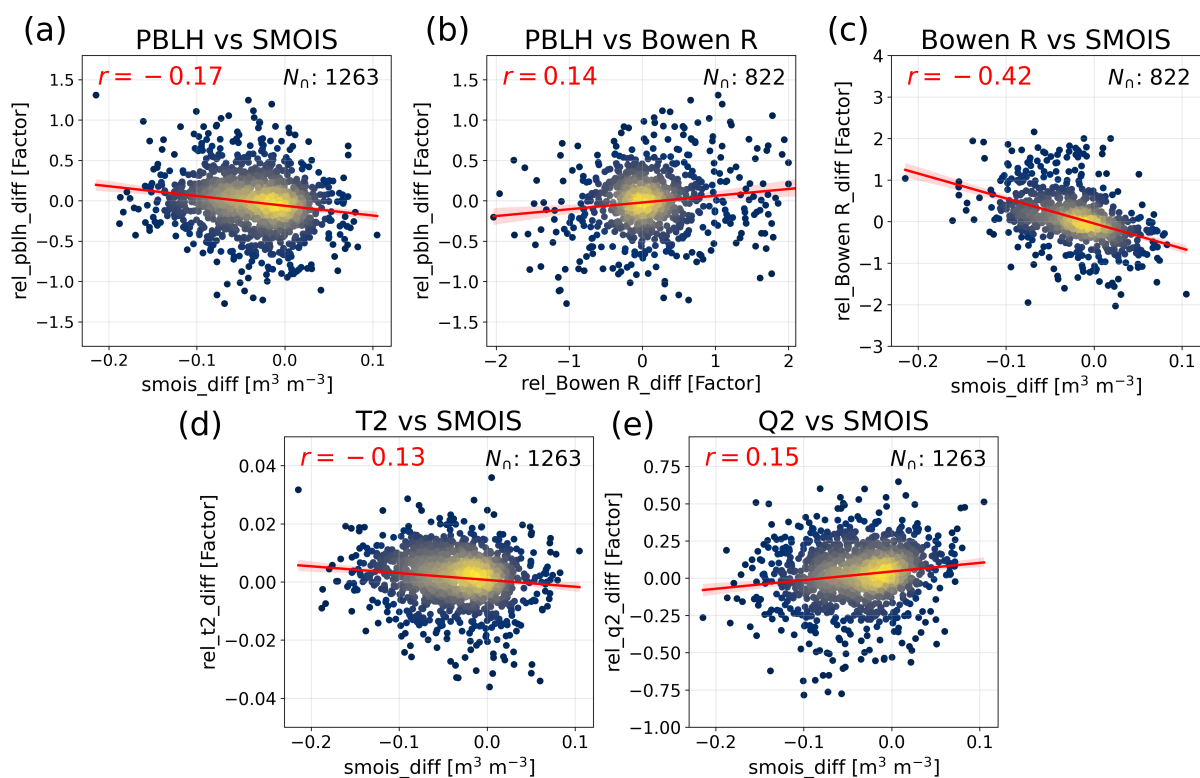 (a)
PBLH vs SMOIS
r = − 0.17
N∩: 1263
1.5
1.0
0.5
0.0
−0.5
−1.0
−1.5
rel_pblh_diff [Factor]
−0.2
−0.1
0.0
0.1
smois_diff [m³ m⁻³]
(b)
PBLH vs Bowen R
r = 0.14
N∩: 822
1.5
1.0
0.5
0.0
−0.5
−1.0
−1.5
rel_pblh_diff [Factor]
−2
−1
0
1
2
rel_Bowen R_diff [Factor]
(c)
Bowen R vs SMOIS
r = − 0.42
N∩: 822
4
3
2
1
0
−1
−2
−3
rel_Bowen R_diff [Factor]
−0.2
−0.1
0.0
0.1
smois_diff [m³ m⁻³]
(d)
T2 vs SMOIS
r = − 0.13
N∩: 1263
0.04
0.02
0.00
−0.02
−0.04
rel_t2_diff [Factor]
−0.2
−0.1
0.0
0.1
smois_diff [m³ m⁻³]
(e)
Q2 vs SMOIS
r = 0.15
N∩: 1263
0.75
0.50
0.25
0.00
−0.25
−0.50
−0.75
−1.00
rel_q2_diff [Factor]
−0.2
−0.1
0.0
0.1
smois_diff [m³ m⁻³]